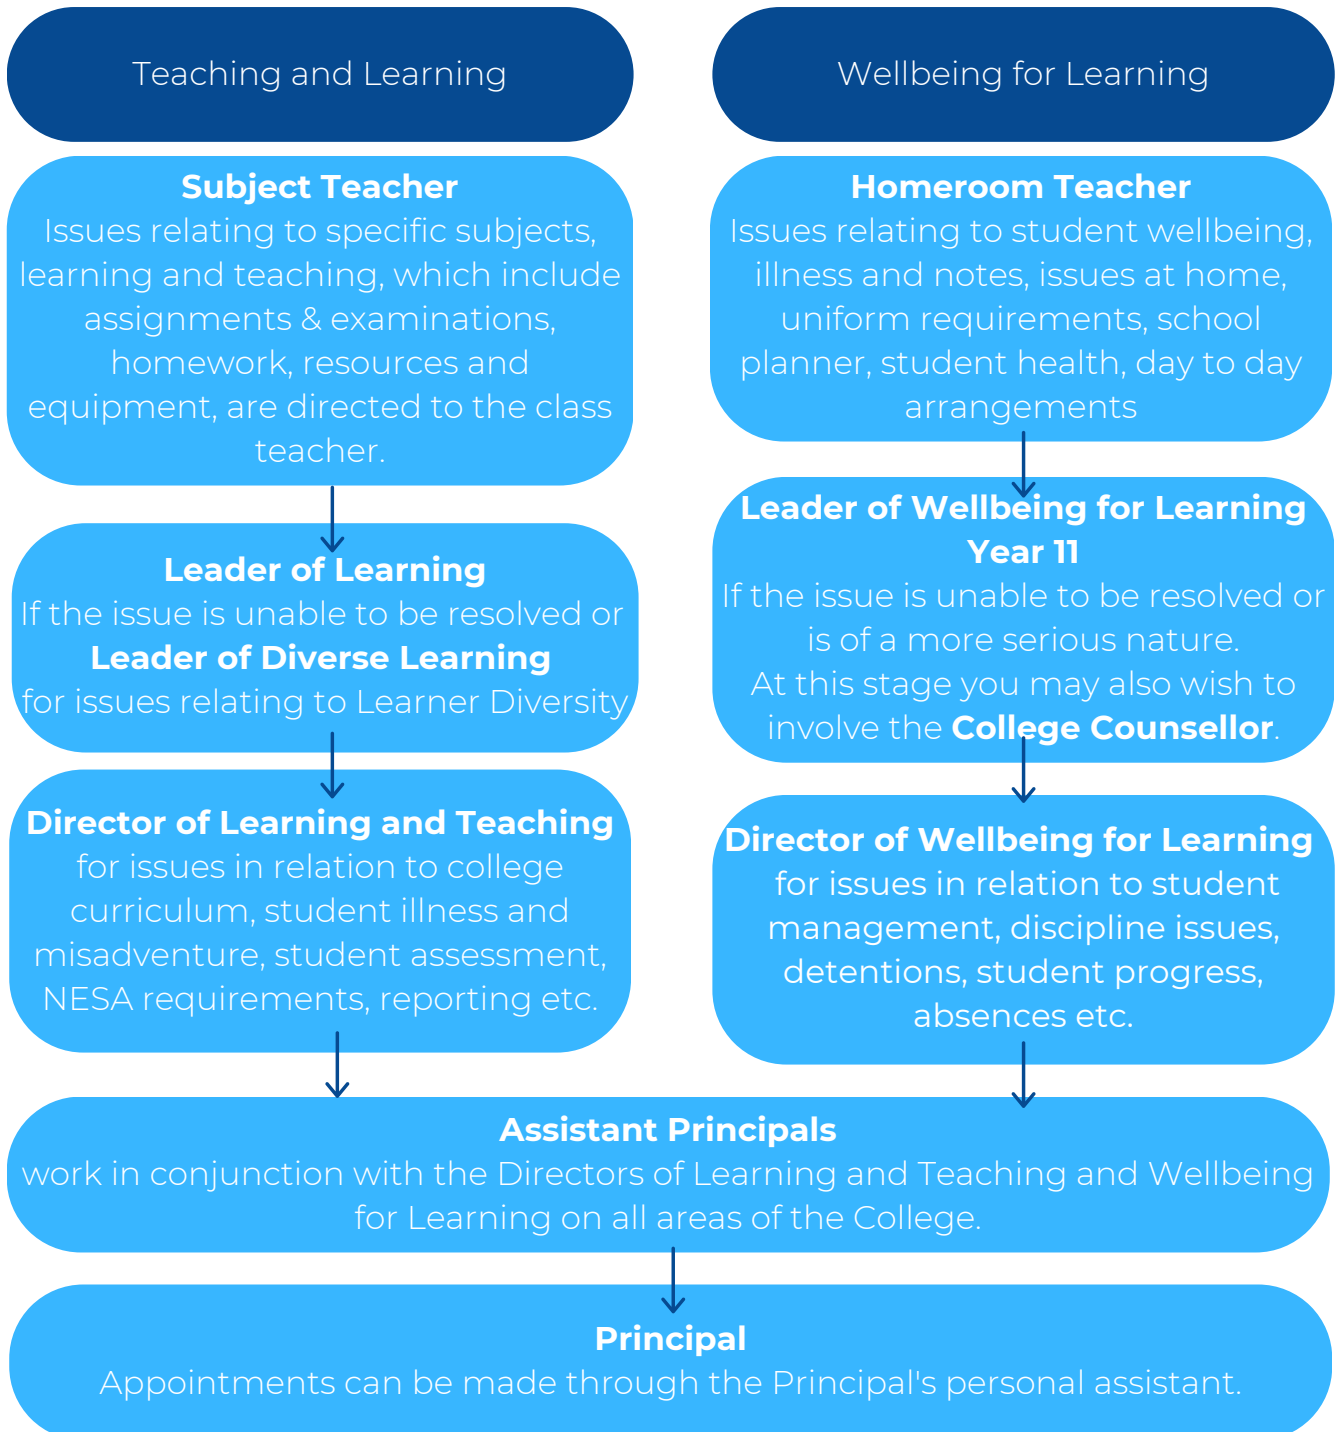 Teaching and Learning
Subject Teacher
Issues relating to specific subjects,
learning and teaching, which include
assignments & examinations,
homework, resources and
equipment, are directed to the class
teacher.
Leader of Learning
If the issue is unable to be resolved or
Leader of Diverse Learning
for issues relating to Learner Diversity
Director of Learning and Teaching
for issues in relation to college
curriculum, student illness and
misadventure, student assessment,
NESA requirements, reporting etc.
Wellbeing for Learning
Homeroom Teacher
Issues relating to student wellbeing,
illness and notes, issues at home,
uniform requirements, school
planner, student health, day to day
arrangements
Leader of Wellbeing for Learning
Year 11
If the issue is unable to be resolved or
is of a more serious nature.
At this stage you may also wish to
involve the College Counsellor.
Director of Wellbeing for Learning
for issues in relation to student
management, discipline issues,
detentions, student progress,
absences etc.
Assistant Principals
work in conjunction with the Directors of Learning and Teaching and Wellbeing
for Learning on all areas of the College.
Principal
Appointments can be made through the Principal's personal assistant.